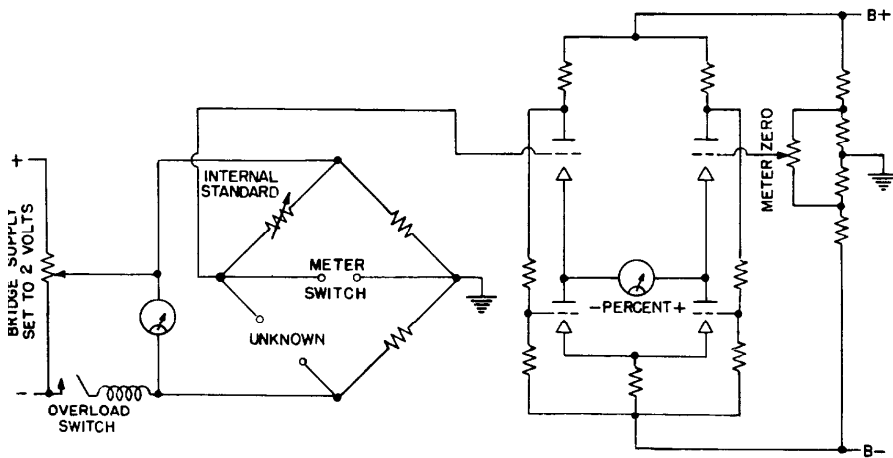 B+
+
INTERNAL
STANDARD
METER ZERO
BRIDGE SUPPLY
SET TO 2 VOLTS
METER
SWITCH
-PERCENT+
UNKNOWN
-
OVERLOAD
SWITCH
B-